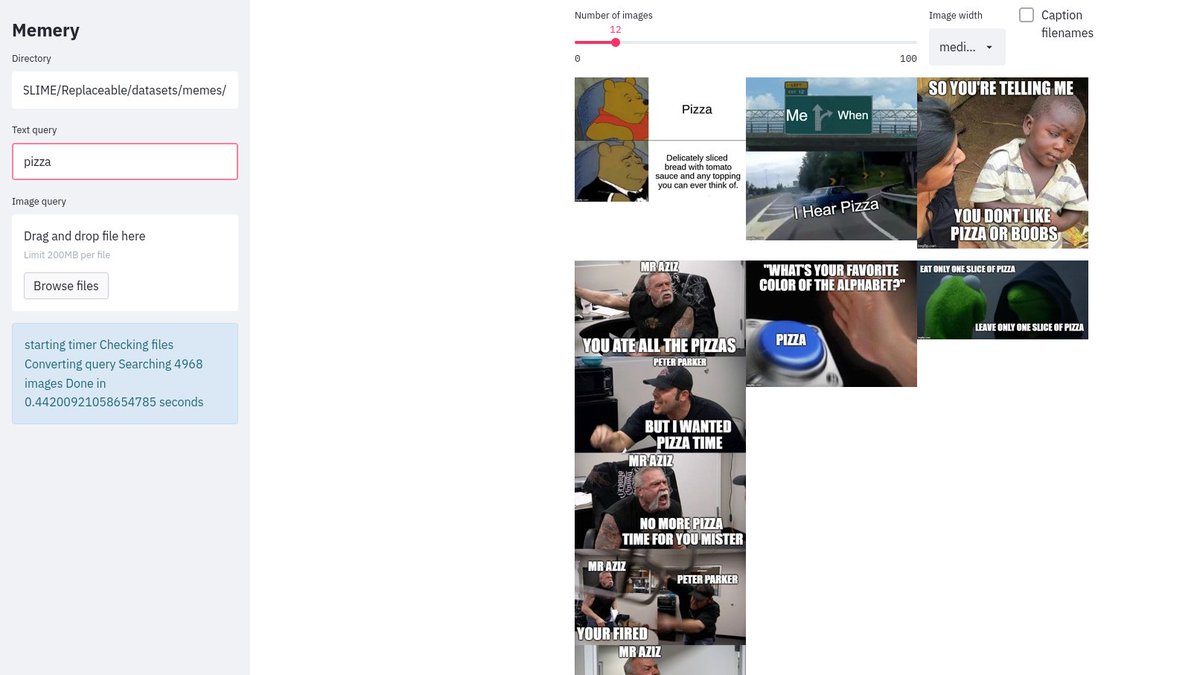 Memery
Directory
SLIME/Replaceable/datasets/memes/
Text query
pizza
Image query
Drag and drop file here
Limit 200MB per file
Browse files
starting timer Checking files
Converting query Searching 4968
images Done in
0.44200921058654785 seconds
Number of images
12
0
100
Image width
medi...
Caption
filenames
Pizza
Delicately sliced
bread with tomato
sauce and any topping
you can ever think of.
LEFT
EXIT 12
Me
When
I Hear Pizza
SO YOU'RE TELLING ME
YOU DONT LIKE
PIZZA OR BOOBS
MR AZIZ
YOU ATE ALL THE PIZZAS
PETER PARKER
BUT I WANTED
PIZZA TIME
MR AZIZ
NO MORE PIZZA
TIME FOR YOU MISTER
MR AZIZ
PETER PARKER
YOUR FIRED
MR AZIZ
"WHAT'S YOUR FAVORITE
COLOR OF THE ALPHABET?"
PIZZA
EAT ONLY ONE SLICE OF PIZZA
LEAVE ONLY ONE SLICE OF PIZZA